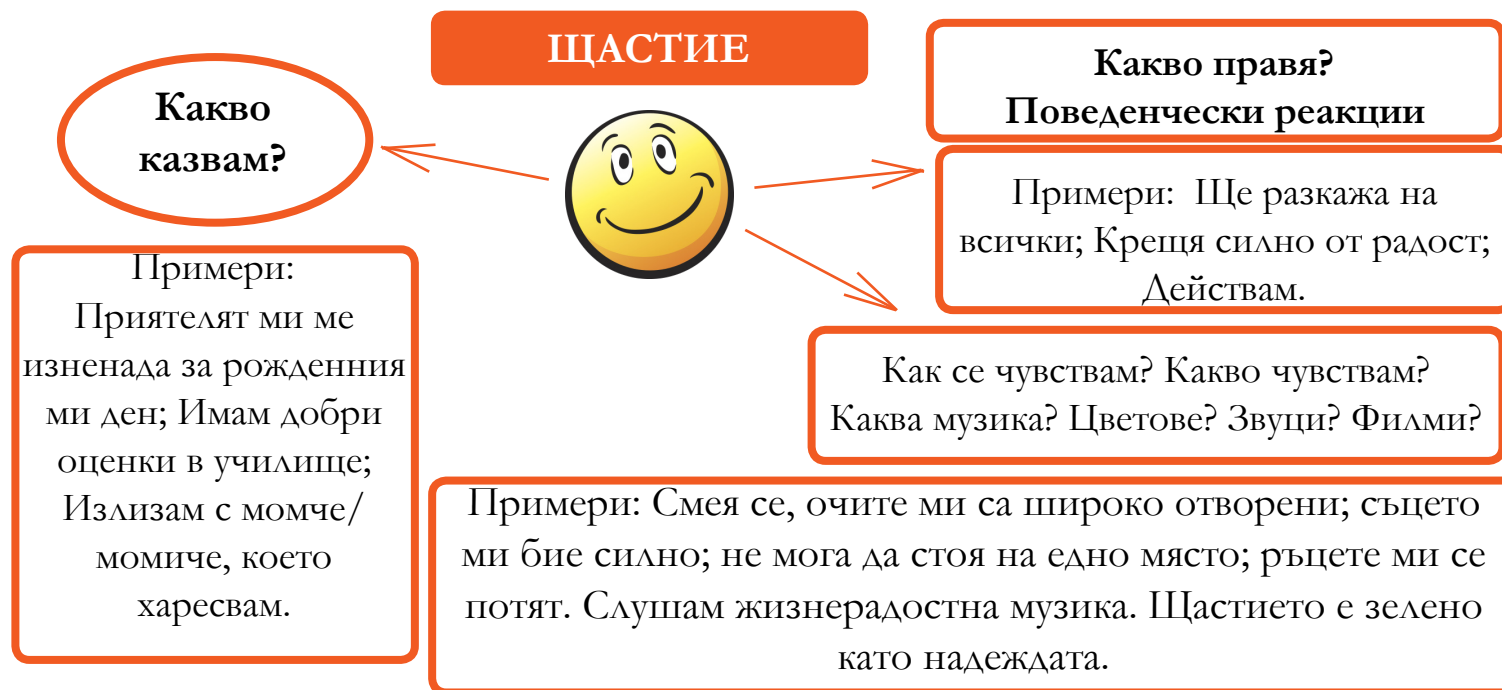 ЩАСТИЕ
Какво
казвам?
Примери:
Приятелят ми ме
изненада за рожденния
ми ден; Имам добри
оценки в училище;
Излизам с момче/
момиче, което
харесвам.
Какво правя?
Поведенчески реакции
Примери: Ще разкажа на
всички; Крещя силно от радост;
Действам.
Как се чувствам? Какво чувствам?
Каква музика? Цветове? Звуци? Филми?
Примери: Смея се, очите ми са широко отворени; съцето
ми бие силно; не мога да стоя на едно място; ръцете ми се
потят. Слушам жизнерадостна музика. Щастието е зелено
като надеждата.